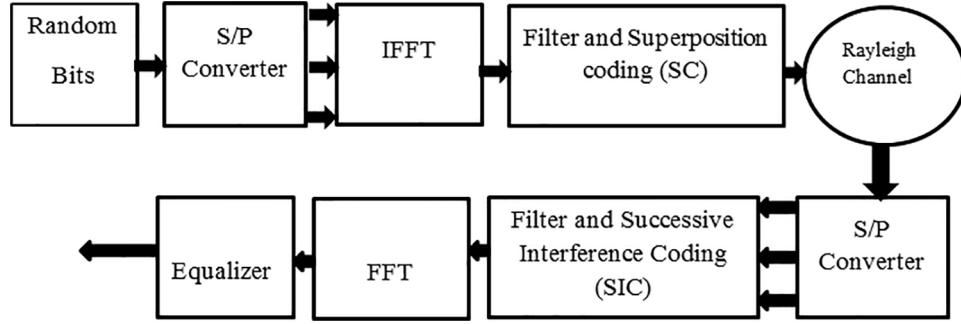 Random
Bits
S/P
Converter
IFFT
Filter and Superposition
coding (SC)
Rayleigh
Channel
S/P
Converter
Filter and Successive
Interference Coding
(SIC)
FFT
Equalizer